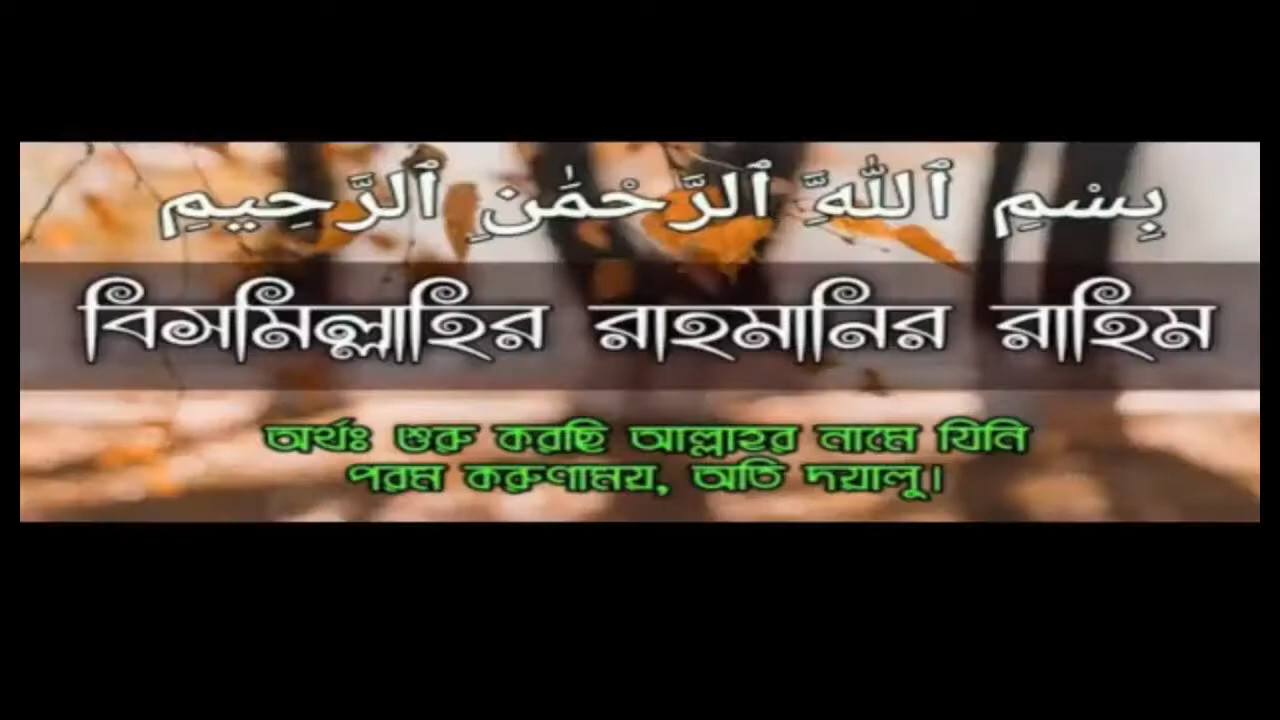 بِسْمِ ٱللَّهِ ٱلرَّحْمَٰنِ ٱلرَّحِيمِ
বিসমিল্লাহির রাহমানির রাহিম
অর্থঃ শুরু করছি আল্লাহর নামে যিনি
পরম করুণাময়, অতি দয়ালু।